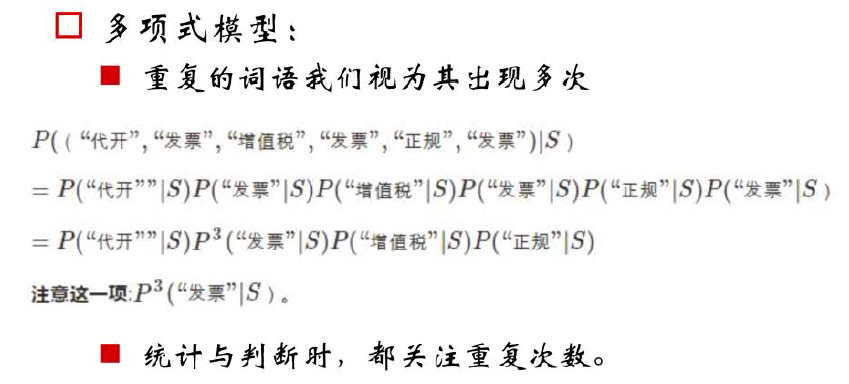 多项式模型：
重复的词语我们视为其出现多次
P(（“代开”, “发票”, “增值税”, “发票”, “正规”, “发票”)|S）
= P(“代开””|S)P(“发票”|S)P(“增值税”|S)P(“发票”|S)P(“正规”|S)P(“发票”|S）
= P(“代开””|S)P³(“发票”|S)P(“增值税”|S)P(“正规”|S)
注意这一项:P³(“发票”|S）。
统计与判断时，都关注重复次数。